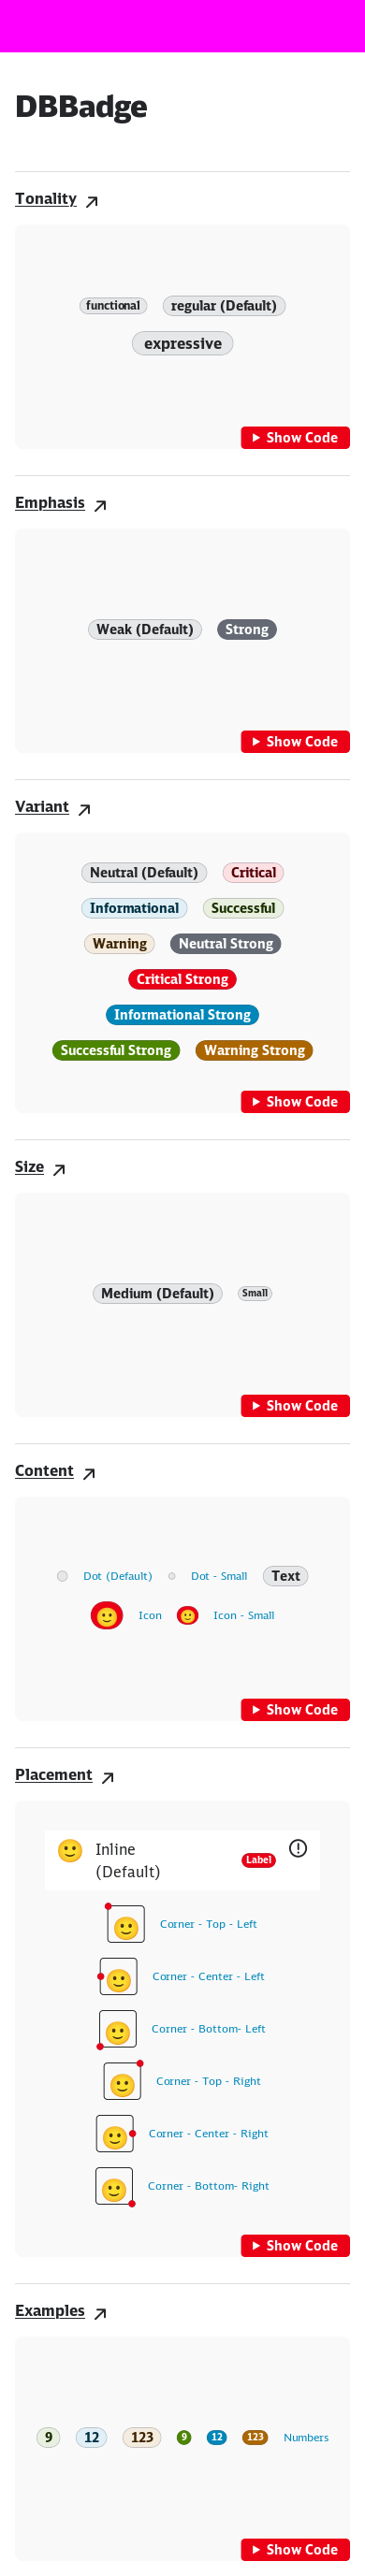 DBBadge
Tonality
functional regular (Default)
expressive
Show Code
Emphasis
Weak (Default) Strong
Show Code
Variant
Neutral (Default) Critical
Informational Successful
Warning Neutral Strong
Critical Strong
Informational Strong
Successful Strong Warning Strong
Show Code
Size
Medium (Default) Small
Show Code
Content
Dot (Default) Dot - Small Text
Icon Icon - Small
Show Code
Placement
Inline
(Default)
Label
Corner - Top - Left
Corner - Center - Left
Corner - Bottom- Left
Corner - Top - Right
Corner - Center - Right
Corner - Bottom- Right
Show Code
Examples
9 12 123 9 12 123 Numbers
Show Code